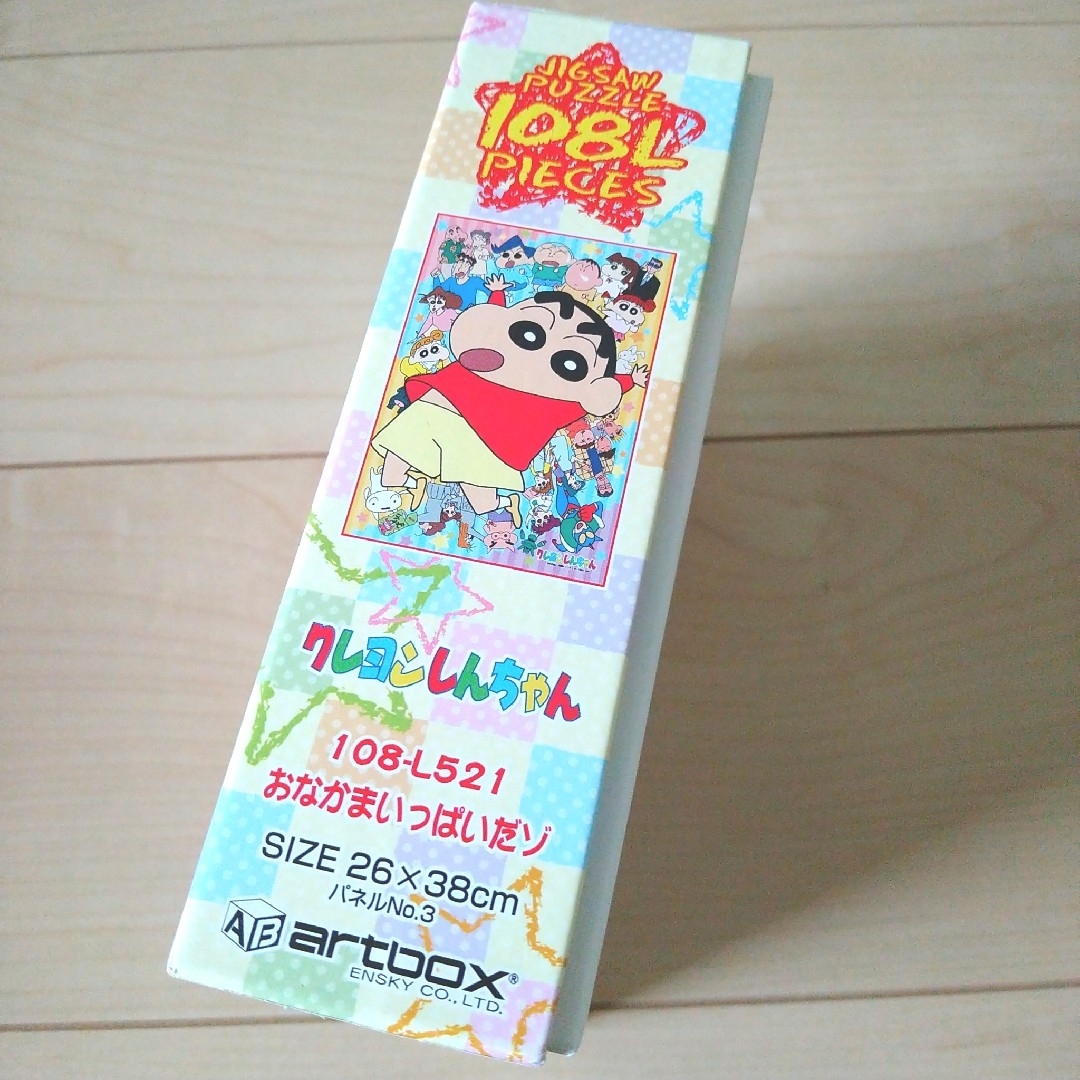 JIGSAW
PUZZLE
108L
PIECES
クレヨンしんちゃん
クレヨンしんちゃん
108-L521
おなかまいっぱいだゾ
SIZE 26×38cm
パネルNo.3
AB artbox®
ENSKY CO., LTD.